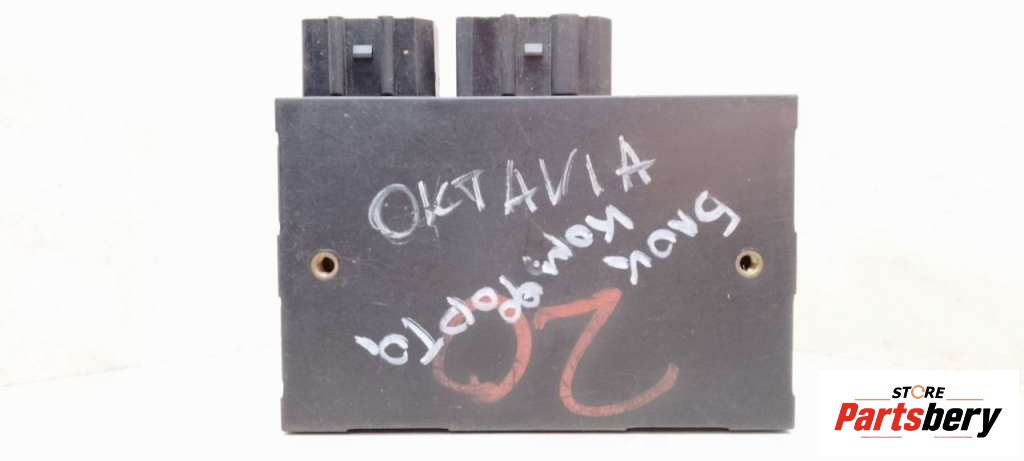 OKTAVIA
Блок
комфорта
20
STORE
Partsbery